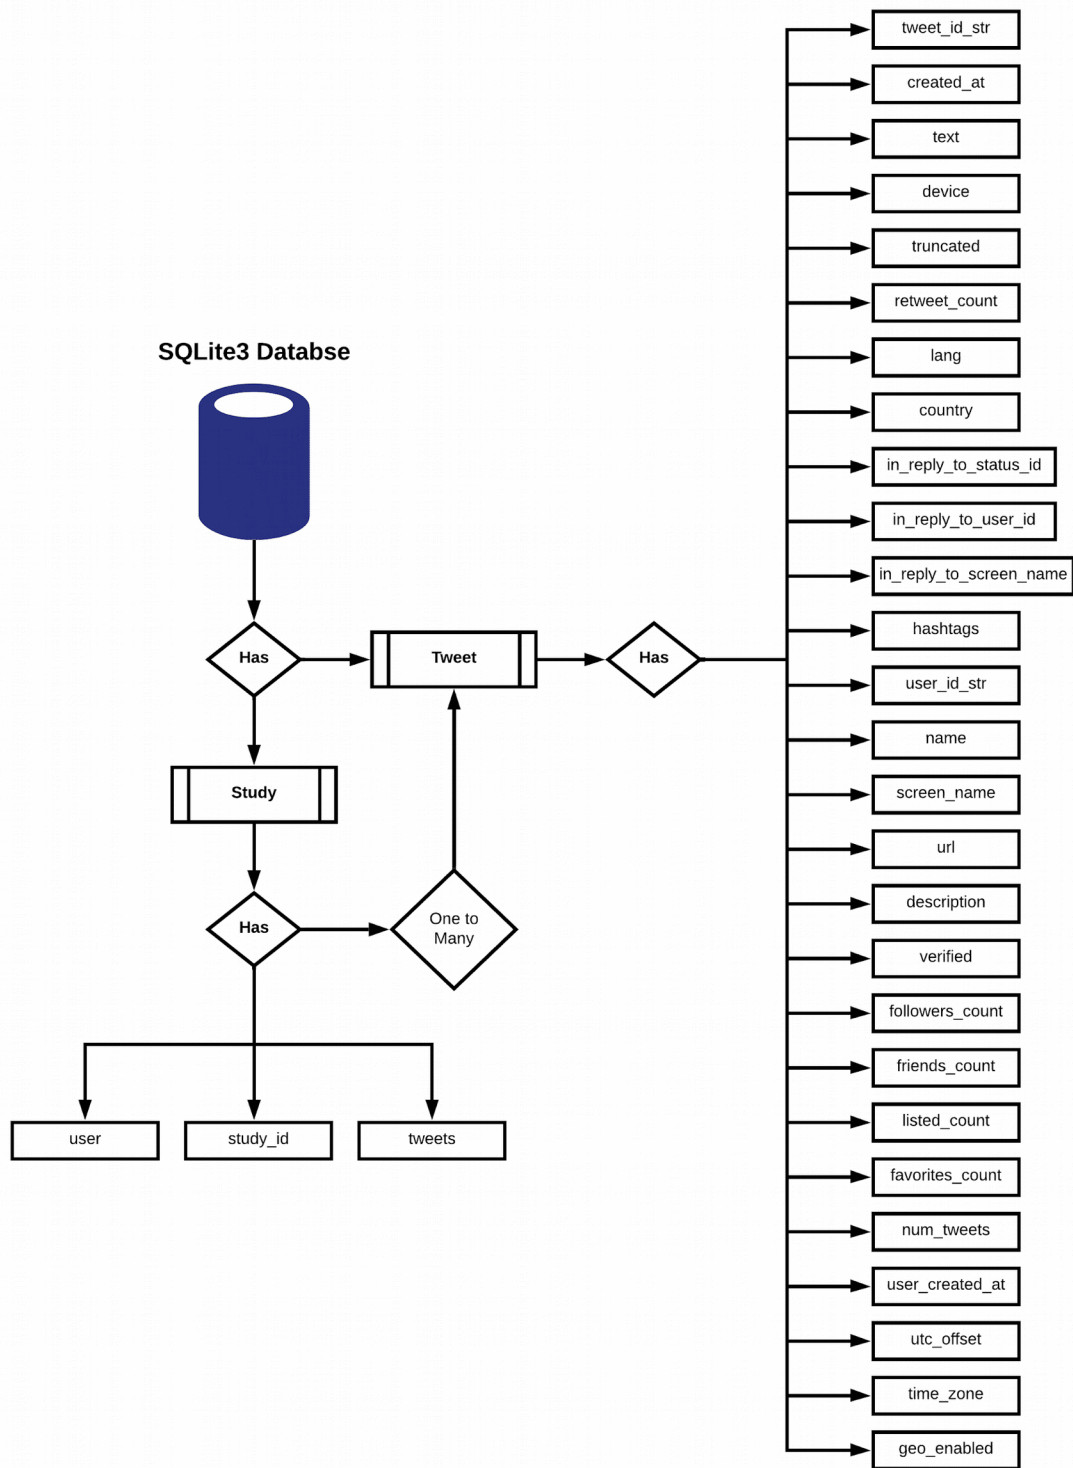 SQLite3 Databse
Has
Tweet
Has
Study
Has
One to
Many
user
study_id
tweets
tweet_id_str
created_at
text
device
truncated
retweet_count
lang
country
in_reply_to_status_id
in_reply_to_user_id
in_reply_to_screen_name
hashtags
user_id_str
name
screen_name
url
description
verified
followers_count
friends_count
listed_count
favorites_count
num_tweets
user_created_at
utc_offset
time_zone
geo_enabled